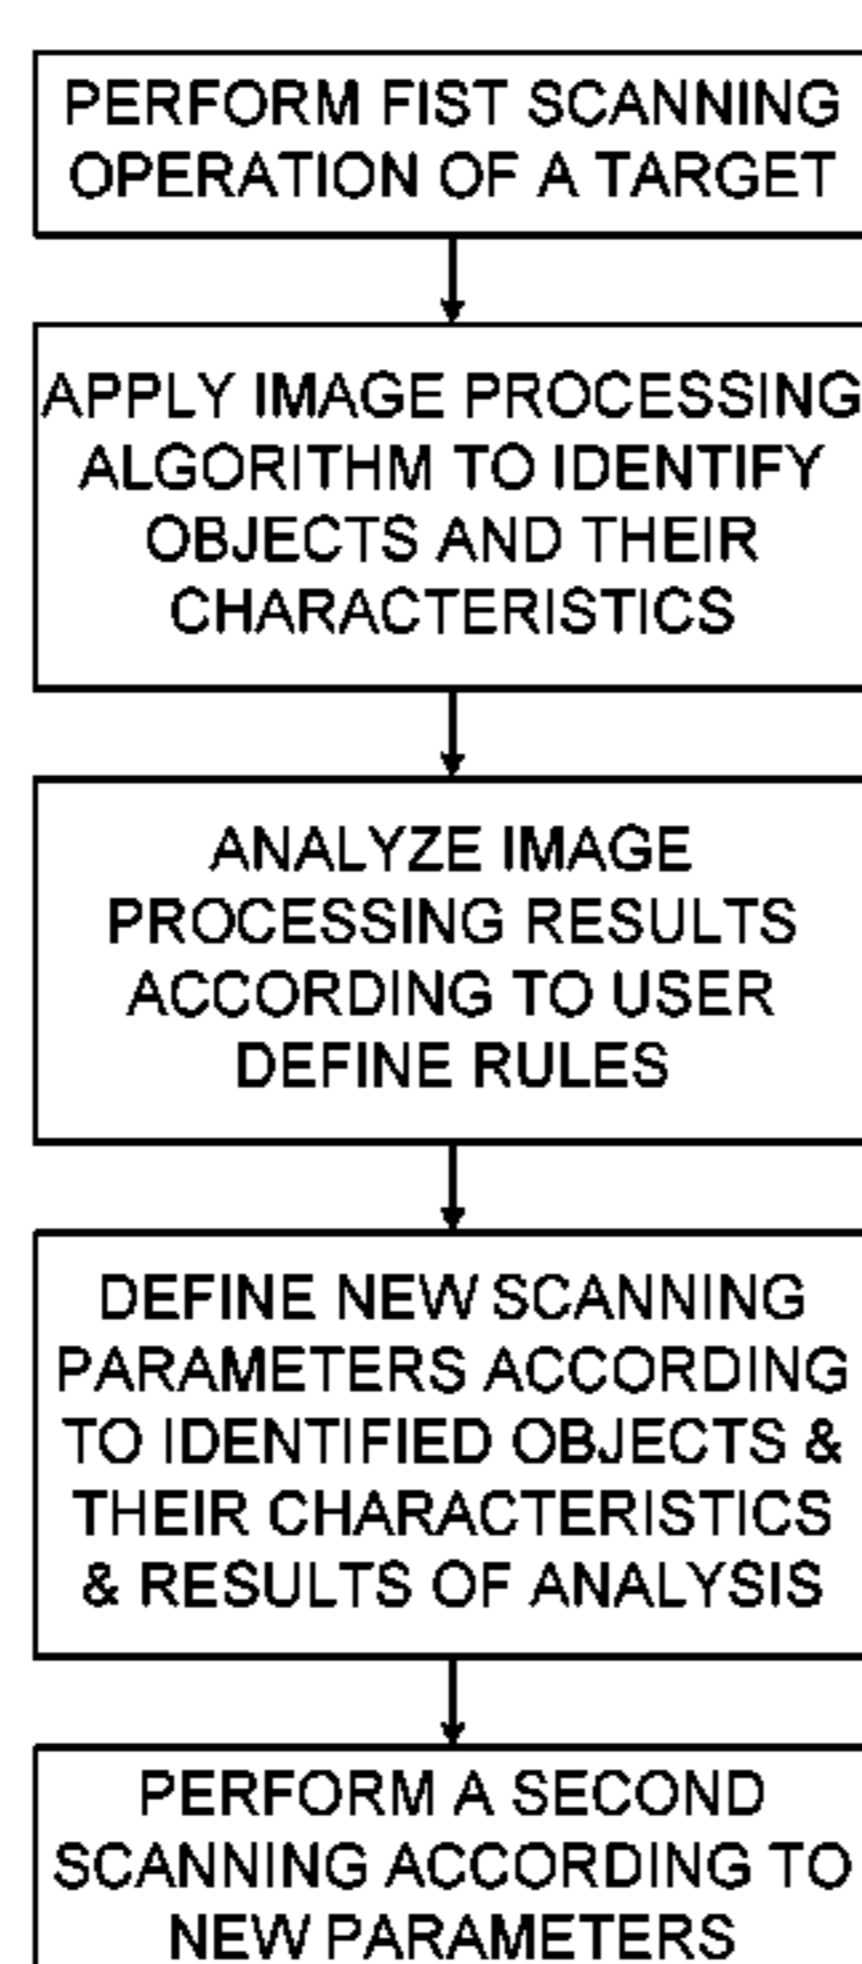 PERFORM FIST SCANNING
OPERATION OF A TARGET
APPLY IMAGE PROCESSING
ALGORITHM TO IDENTIFY
OBJECTS AND THEIR
CHARACTERISTICS
ANALYZE IMAGE
PROCESSING RESULTS
ACCORDING TO USER
DEFINE RULES
DEFINE NEW SCANNING
PARAMETERS ACCORDING
TO IDENTIFIED OBJECTS &
THEIR CHARACTERISTICS
& RESULTS OF ANALYSIS
PERFORM A SECOND
SCANNING ACCORDING TO
NEW PARAMETERS